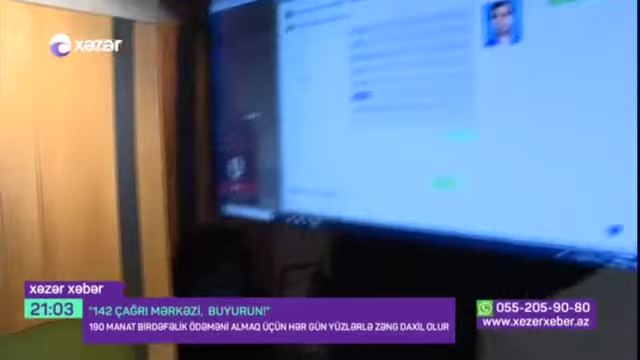 xəzər
xəzər xəbər
21:03
"142 ÇAĞRI MƏRKƏZİ, BUYURUN!"
190 MANAT BİRDƏFƏLİK ÖDƏMƏNİ ALMAQ ÜÇÜN HƏR GÜN YÜZLƏRLƏ ZƏNG DAXİL OLUR
055-205-90-80
www.xezerxeber.az